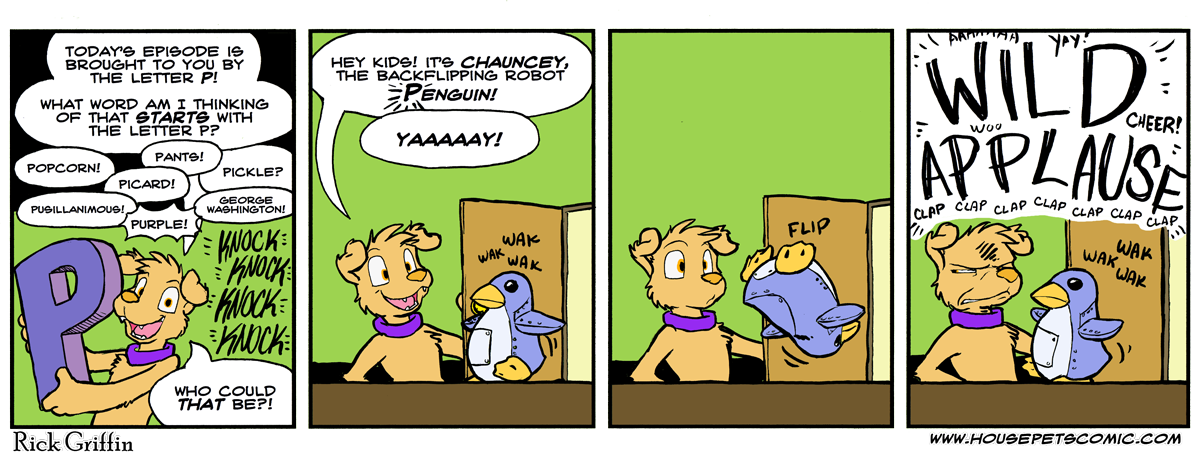 TODAY'S EPISODE IS
BROUGHT TO YOU BY
THE LETTER P!
WHAT WORD AM I THINKING
OF THAT STARTS WITH
THE LETTER P?
POPCORN!
PANTS!
PICKLE?
PICARD!
PUSILLANIMOUS!
GEORGE
WASHINGTON!
PURPLE!
KNOCK
KNOCK
KNOCK
KNOCK
P
WHO COULD
THAT BE?!
HEY KIDS! IT'S CHAUNCEY,
THE BACKFLIPPING ROBOT
PENGUIN!
YAAAAAY!
WAK
WAK
WAK
FLIP
AAAAAAA
YAY!
WILD
CHEER!
WOO
APPLAUSE
CLAP CLAP CLAP CLAP CLAP CLAP CLAP
WAK
WAK
WAK
Rick Griffin
WWW.HOUSEPETSCOMIC.COM